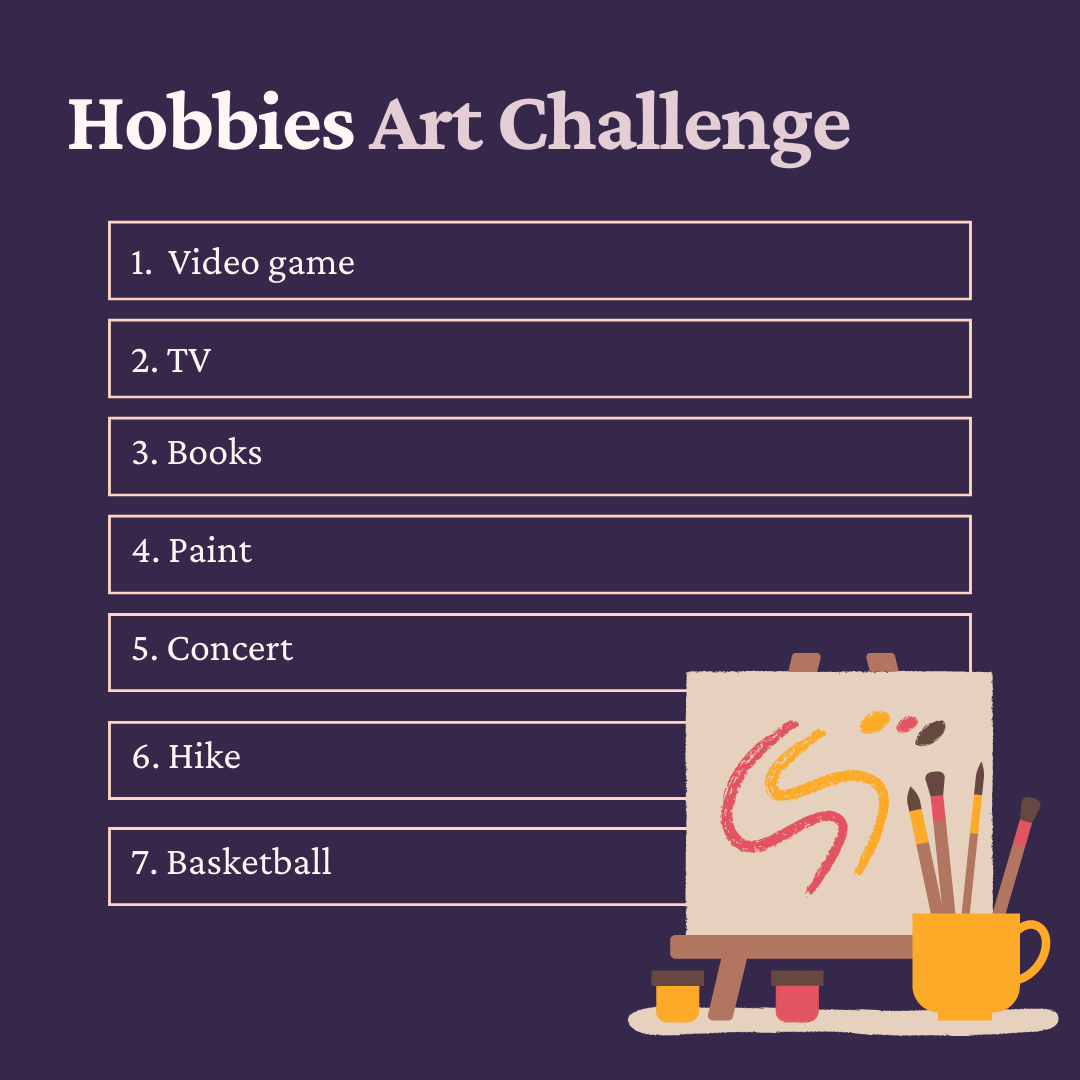 Hobbies Art Challenge
1. Video game
2. TV
3. Books
4. Paint
5. Concert
6. Hike
7. Basketball